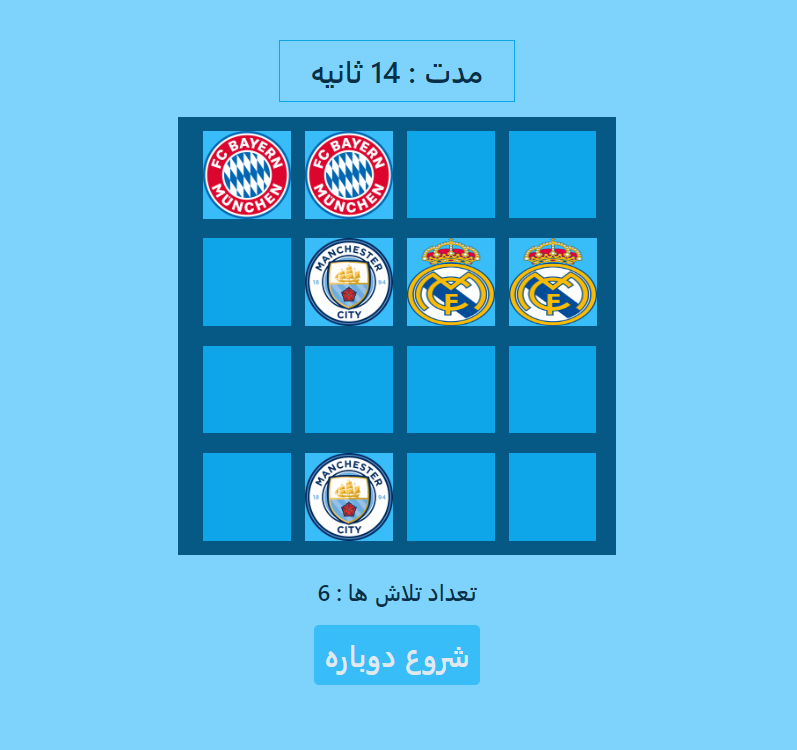 مدت : 14 ثانیه
FC BAYERN MÜNCHEN
FC BAYERN MÜNCHEN
MANCHESTER CITY 18 94
MANCHESTER CITY 18 94
تعداد تلاش ها : 6
شروع دوباره